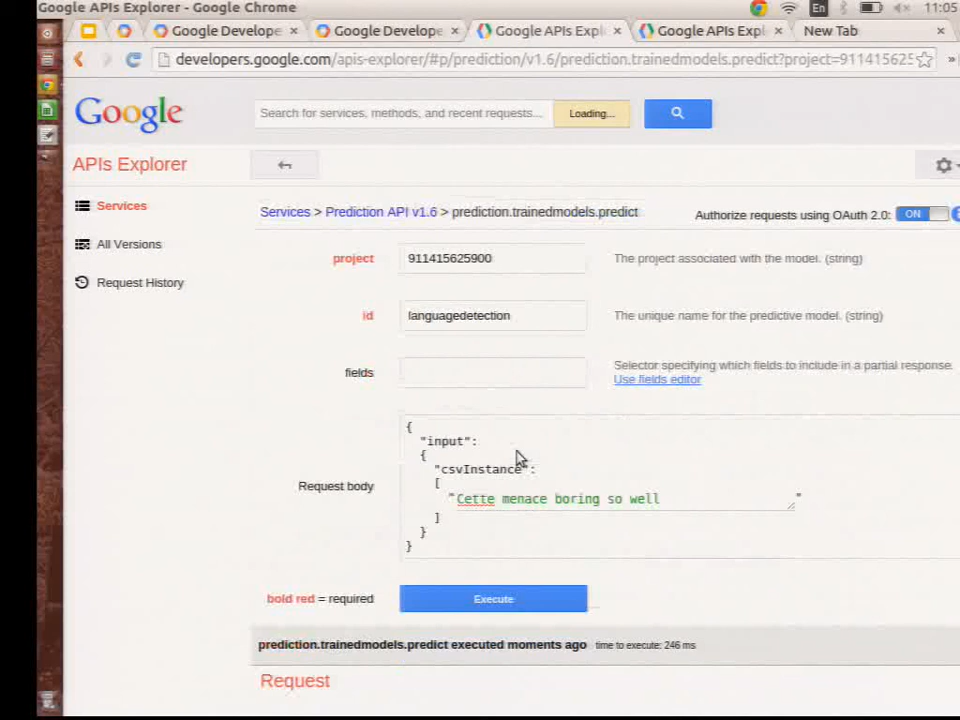 Google APIs Explorer - Google Chrome
En
11:05
Google Develope × Google Develope × Google APIs Expl × Google APIs Expl × New Tab ×
developers.google.com/apis-explorer/#p/prediction/v1.6/prediction.trainedmodels.predict?project=91141562
Google
Search for services, methods, and recent requests...
Loading...
APIs Explorer
Services
All Versions
Request History
Services > Prediction API v1.6 > prediction.trainedmodels.predict
Authorize requests using OAuth 2.0: ON
project 911415625900 The project associated with the model. (string)
id languagedetection The unique name for the predictive model. (string)
fields Selector specifying which fields to include in a partial response.
Use fields editor
Request body
{
"input":
{
"csvInstance":
[
"Cette menace boring so well "
]
}
}
bold red = required Execute
prediction.trainedmodels.predict executed moments ago time to execute: 246 ms
Request